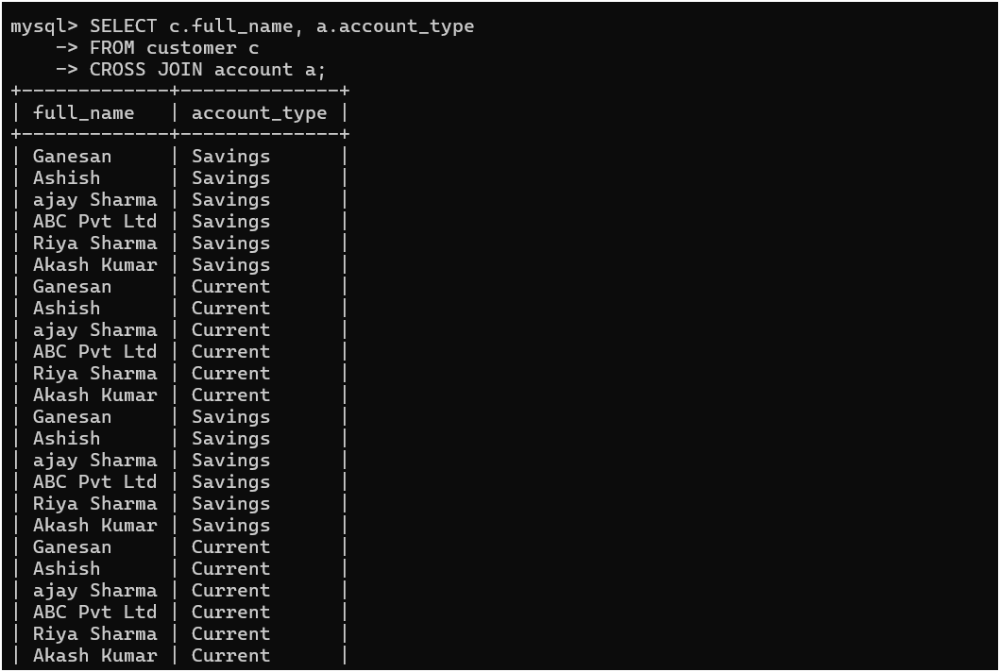 mysql> SELECT c.full_name, a.account_type
    -> FROM customer c
    -> CROSS JOIN account a;
+-------------+--------------+
| full_name   | account_type |
+-------------+--------------+
| Ganesan     | Savings      |
| Ashish      | Savings      |
| ajay Sharma | Savings      |
| ABC Pvt Ltd | Savings      |
| Riya Sharma | Savings      |
| Akash Kumar | Savings      |
| Ganesan     | Current      |
| Ashish      | Current      |
| ajay Sharma | Current      |
| ABC Pvt Ltd | Current      |
| Riya Sharma | Current      |
| Akash Kumar | Current      |
| Ganesan     | Savings      |
| Ashish      | Savings      |
| ajay Sharma | Savings      |
| ABC Pvt Ltd | Savings      |
| Riya Sharma | Savings      |
| Akash Kumar | Savings      |
| Ganesan     | Current      |
| Ashish      | Current      |
| ajay Sharma | Current      |
| ABC Pvt Ltd | Current      |
| Riya Sharma | Current      |
| Akash Kumar | Current      |